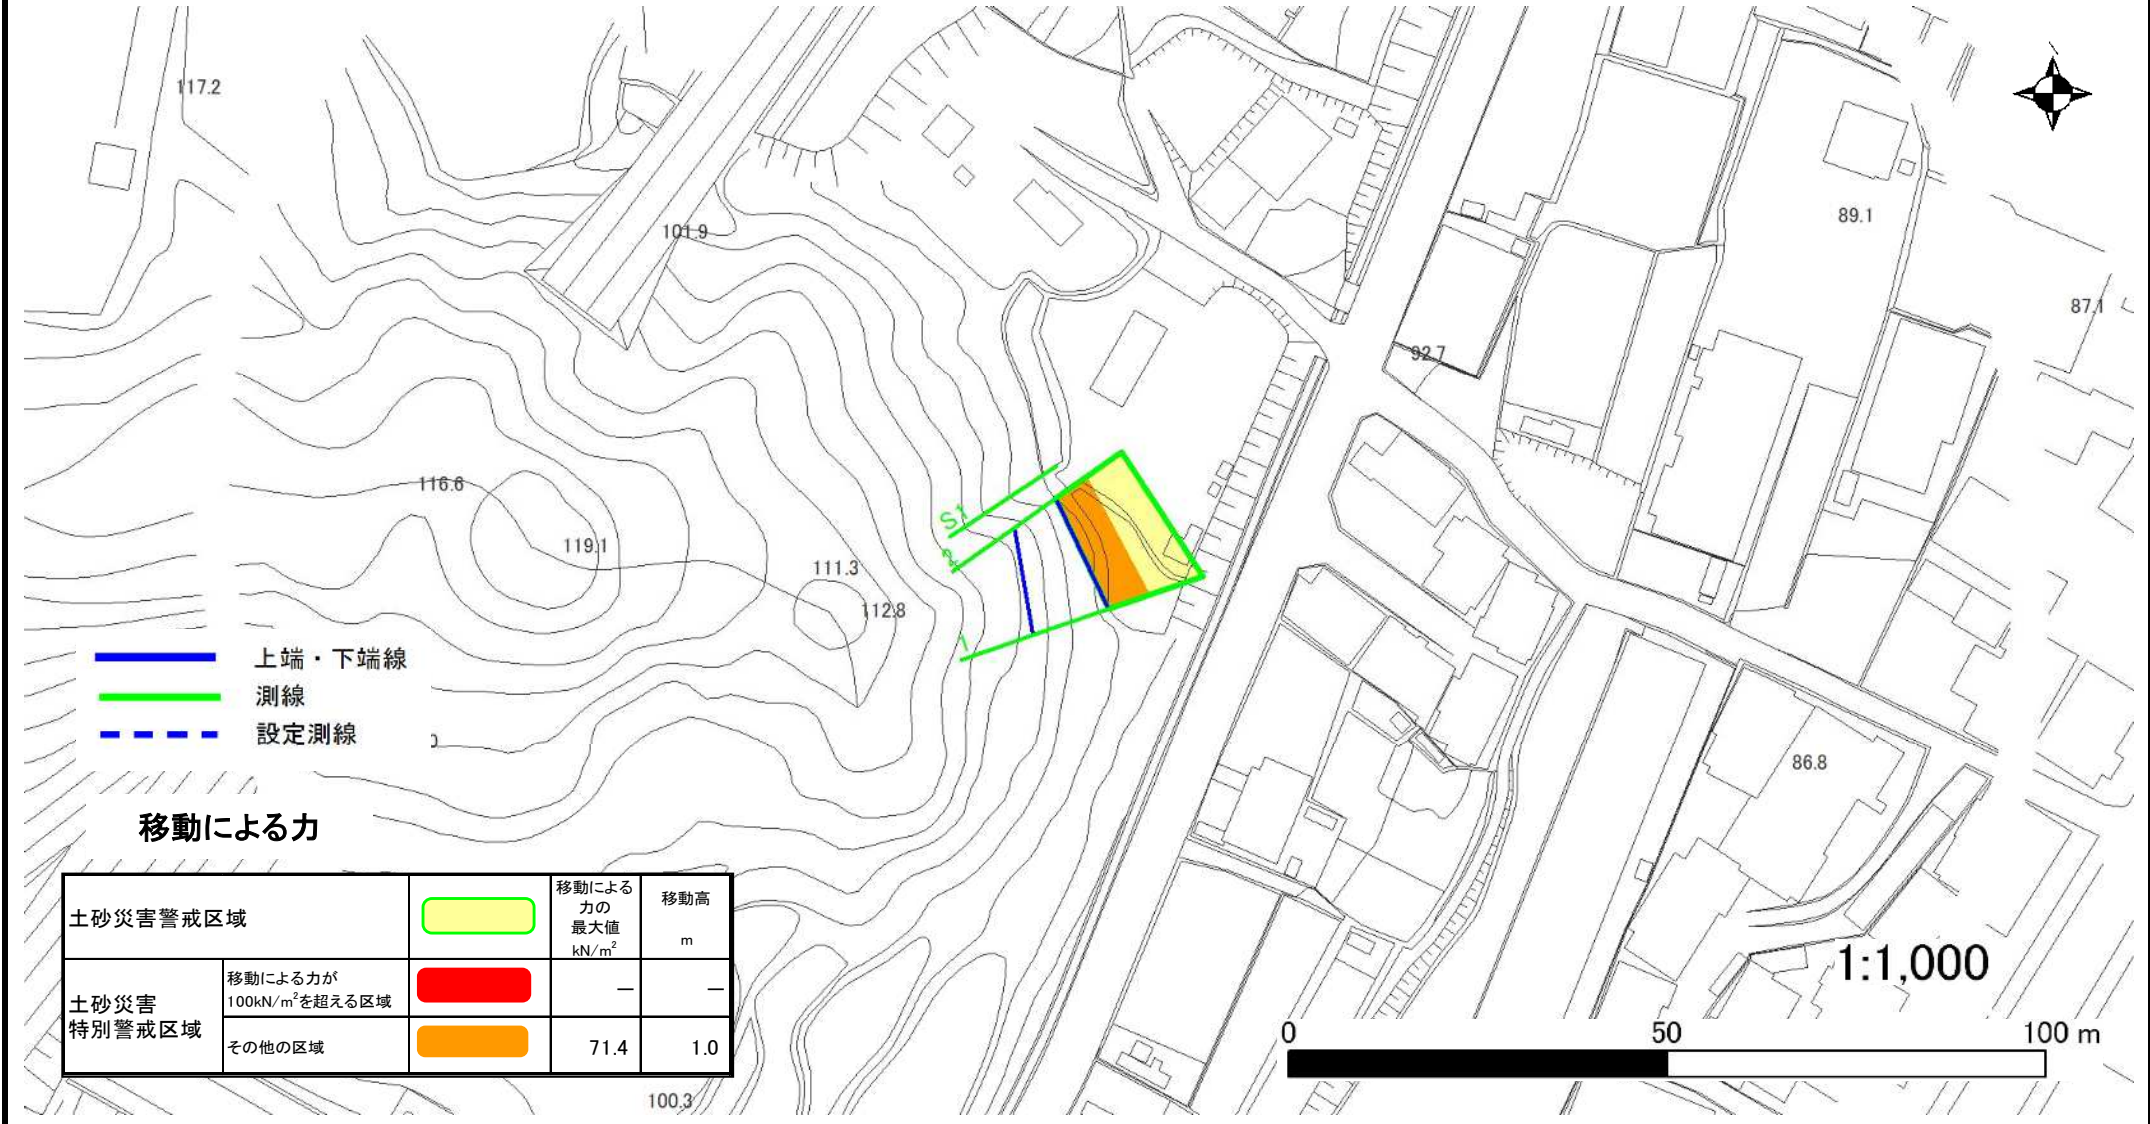 117.2
101.9
89.1
87.1
92.7
116.6
119.1
111.3
112.8
S1
2
1
上端・下端線
測線
設定測線
0
86.8
移動による力
土砂災害警戒区域
移動による
力の
最大値
kN/m²
移動高
m
土砂災害
特別警戒区域
移動による力が
100kN/m²を超える区域
—
—
その他の区域
71.4
1.0
100.3
1:1,000
0
50
100 m